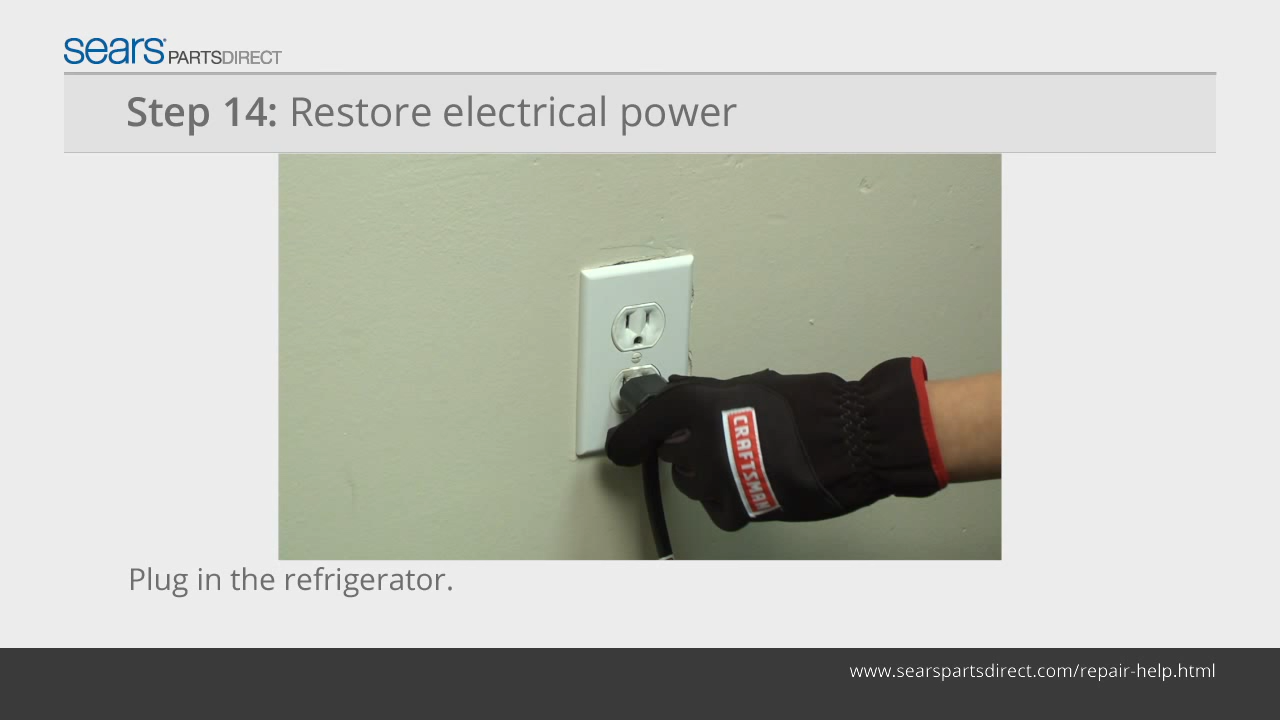 sears PARTSDIRECT
Step 14: Restore electrical power
CRAFTSMAN
Plug in the refrigerator.
www.searspartsdirect.com/repair-help.html